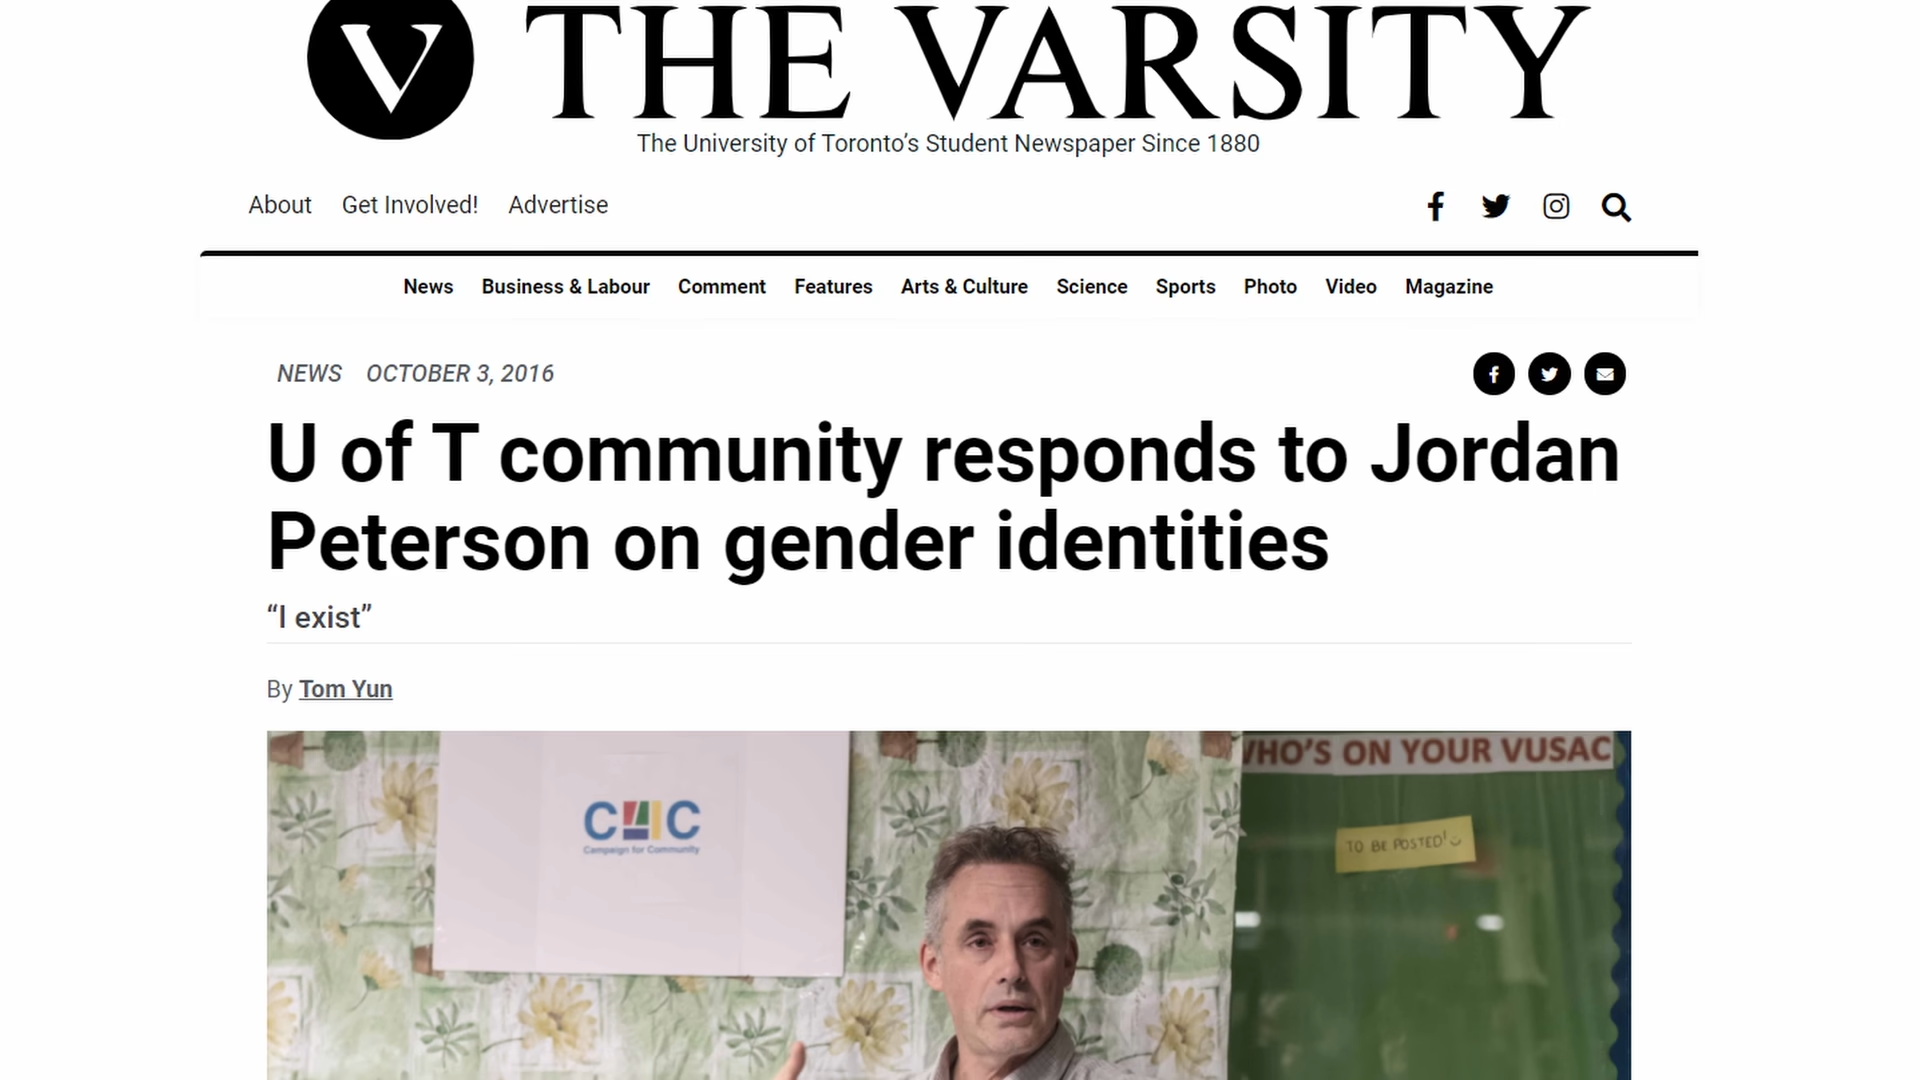 V THE VARSITY
The University of Toronto’s Student Newspaper Since 1880
About Get Involved! Advertise
News Business & Labour Comment Features Arts & Culture Science Sports Photo Video Magazine
NEWS OCTOBER 3, 2016
U of T community responds to Jordan
Peterson on gender identities
“I exist”
By Tom Yun
WHO'S ON YOUR VUSAC
C4C
Campaign for Community
TO BE POSTED!